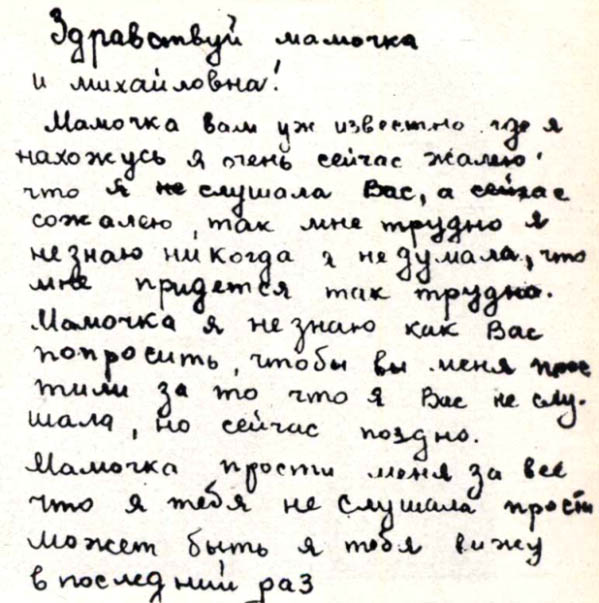 Здравствуй мамочка
и михайловна!
Мамочка вам уж известно где я
нахожусь я очень сейчас жалею
что я не слушала Вас, а сейчас
сожалею, так мне трудно я
незнаю никогда я недумала, что
мне придется так трудно.
Мамочка я незнаю как Вас
попросить, чтобы вы меня прос
тили за то что я Вас не слу-
шала, но сейчас поздно.
Мамочка прости меня за все
что я тебя не слушала прости
может быть я тебя вижу
в последний раз